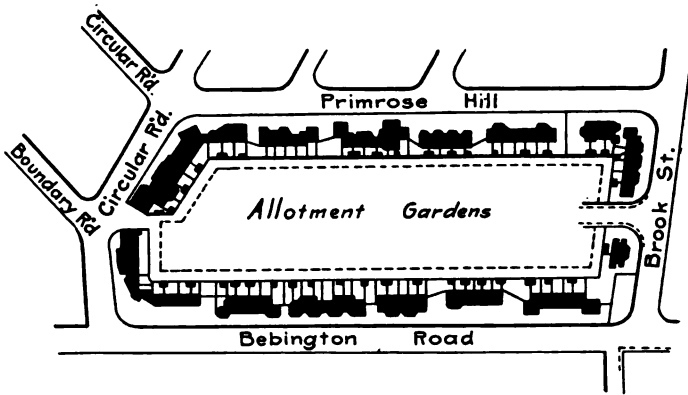 Circular Rd.
Primrose Hill
Circular Rd.
Boundary Rd
Allotment Gardens
Brook St.
Bebington Road